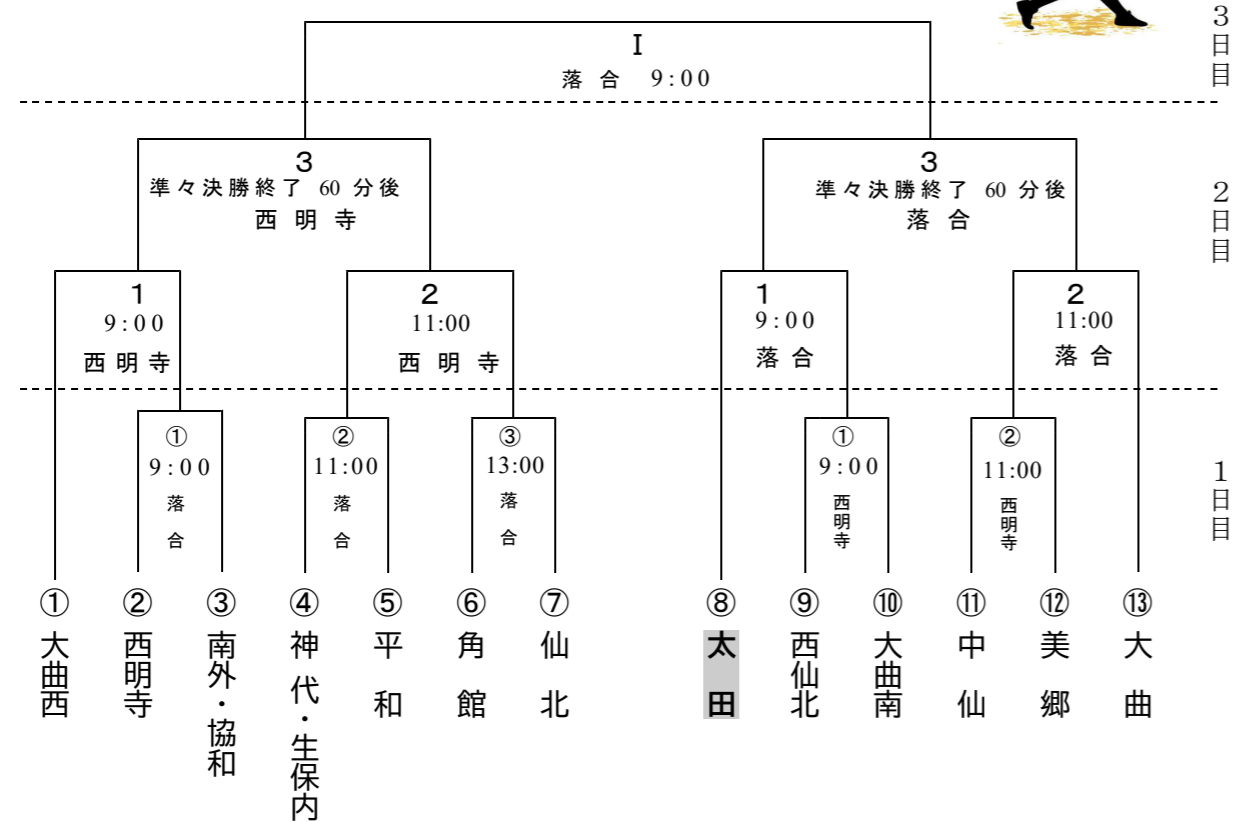 3日目
I
落合 9:00
2日目
3
準々決勝終了 60 分後
西明寺
3
準々決勝終了 60 分後
落合
1
9:00
西明寺
2
11:00
西明寺
1
9:00
落合
2
11:00
落合
1日目
①
9:00
落合
②
11:00
落合
③
13:00
落合
①
9:00
西明寺
②
11:00
西明寺
①
大曲西
②
西明寺
③
南外・協和
④
神代・生保内
⑤
平和
⑥
角館
⑦
仙北
⑧
太田
⑨
西仙北
⑩
大曲南
⑪
中仙
⑫
美郷
⑬
大曲